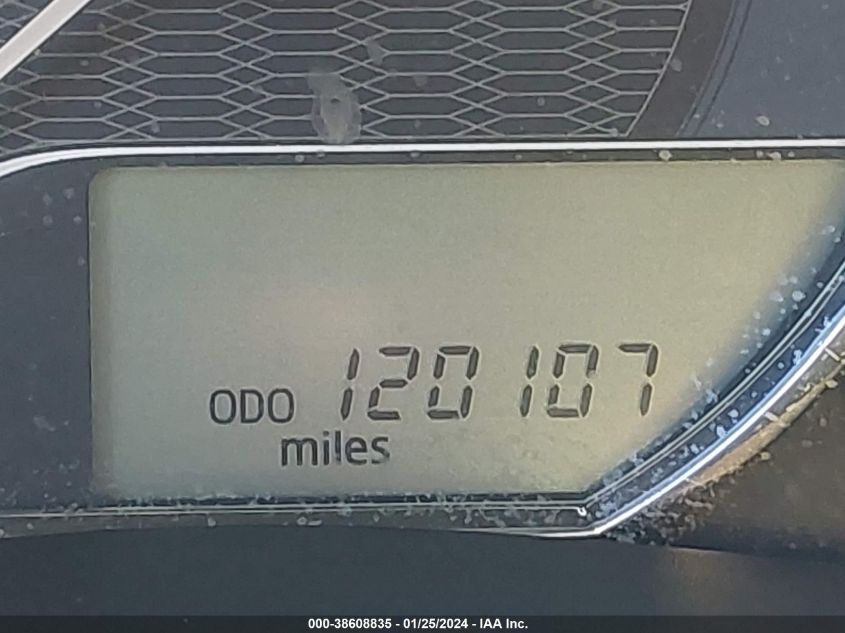 ODO 120107
miles
000-38608835 - 01/25/2024 - IAA Inc.